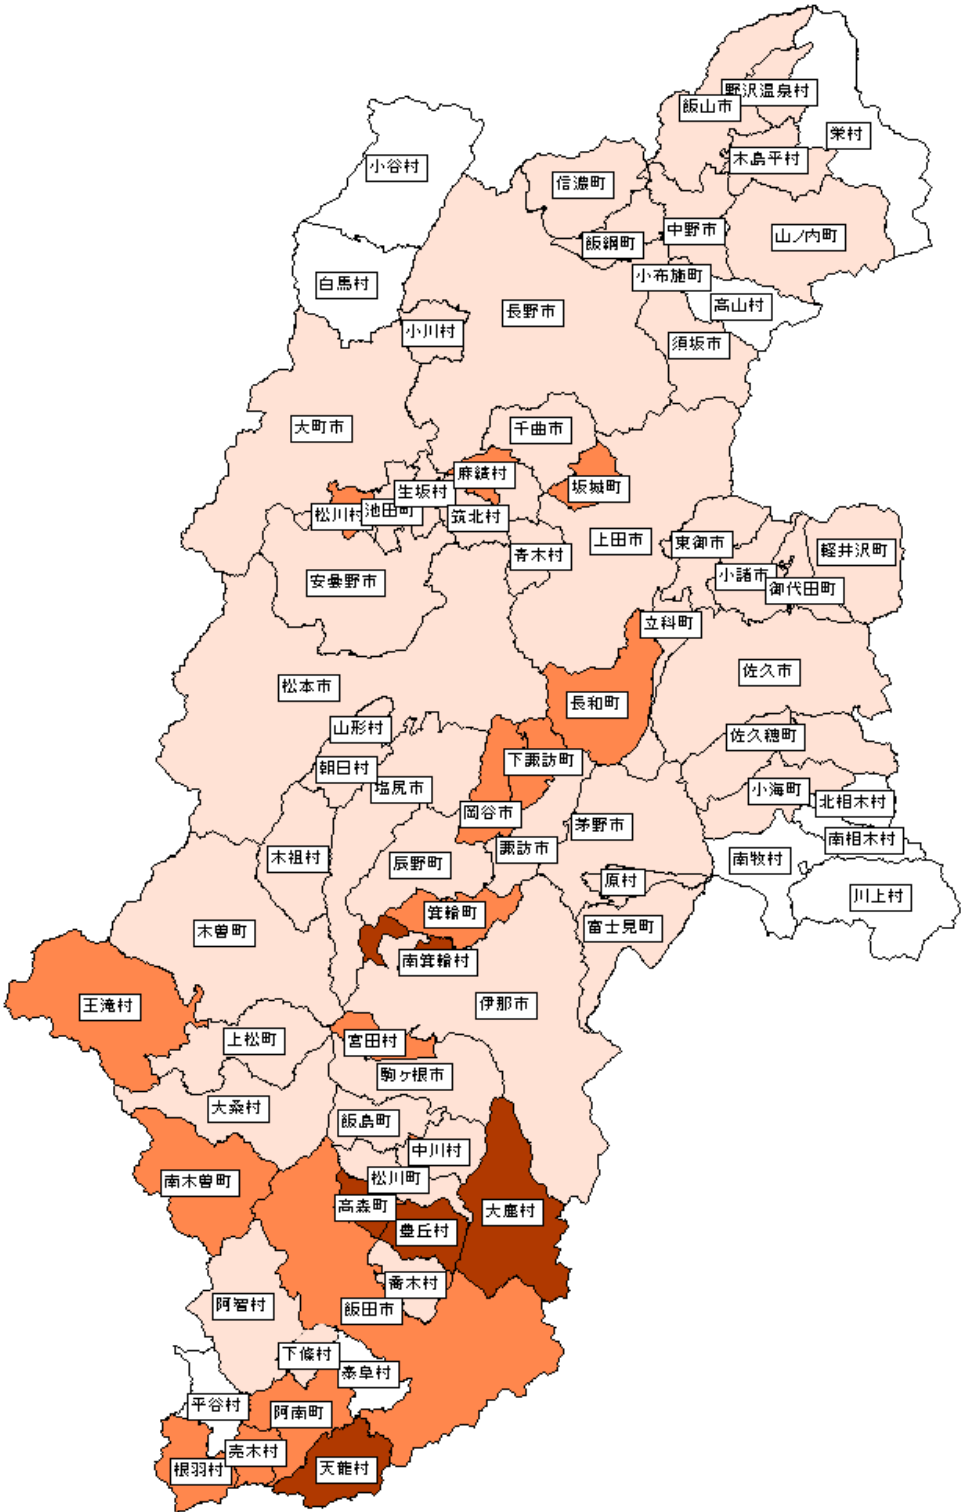 野沢温泉村
飯山市
栄村
木島平村
小谷村
信濃町
中野市
山ノ内町
飯綱町
小布施町
白馬村
高山村
長野市
小川村
須坂市
大町市
千曲市
麻績村
坂城町
生坂村
松川村
池田町
筑北村
上田市
東御市
軽井沢町
青木村
小諸市
安曇野市
御代田町
立科町
佐久市
松本市
長和町
山形村
佐久穂町
下諏訪町
朝日村
塩尻市
小海町
北相木村
岡谷市
茅野市
南相木村
諏訪市
木祖村
辰野町
南牧村
原村
川上村
箕輪町
富士見町
木曽町
南箕輪村
王滝村
伊那市
上松町
宮田村
駒ヶ根市
大桑村
飯島町
中川村
松川町
南木曽町
高森町
大鹿村
豊丘村
喬木村
阿智村
飯田市
下條村
泰阜村
平谷村
阿南町
売木村
根羽村
天龍村